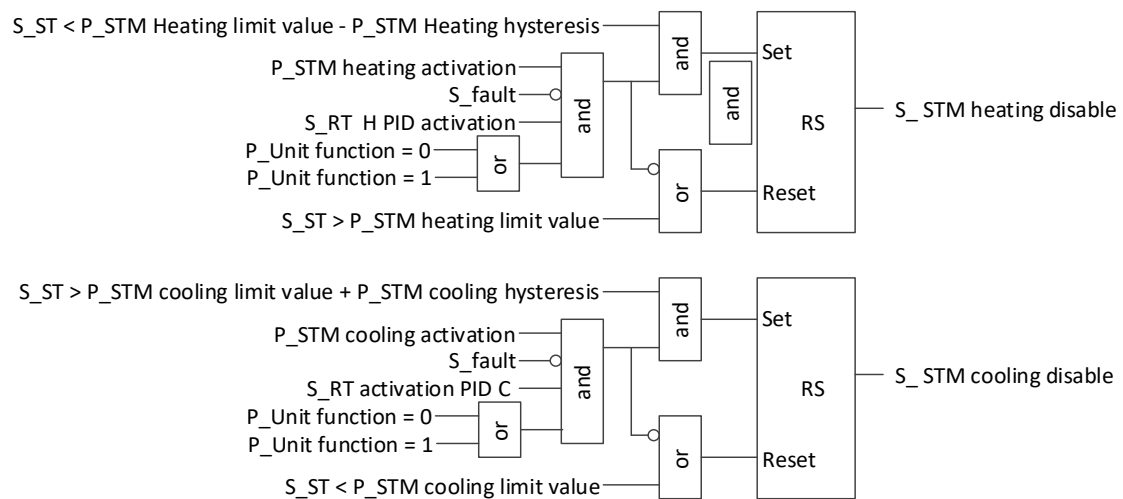 S_ST < P_STM Heating limit value - P_STM Heating hysteresis
and
Set
P_STM heating activation
S_fault
and
and
S_RT H PID activation
RS
S_ STM heating disable
P_Unit function = 0
or
P_Unit function = 1
or
Reset
S_ST > P_STM heating limit value
S_ST > P_STM cooling limit value + P_STM cooling hysteresis
and
Set
P_STM cooling activation
S_fault
and
S_RT activation PID C
RS
S_ STM cooling disable
P_Unit function = 0
or
P_Unit function = 1
or
Reset
S_ST < P_STM cooling limit value